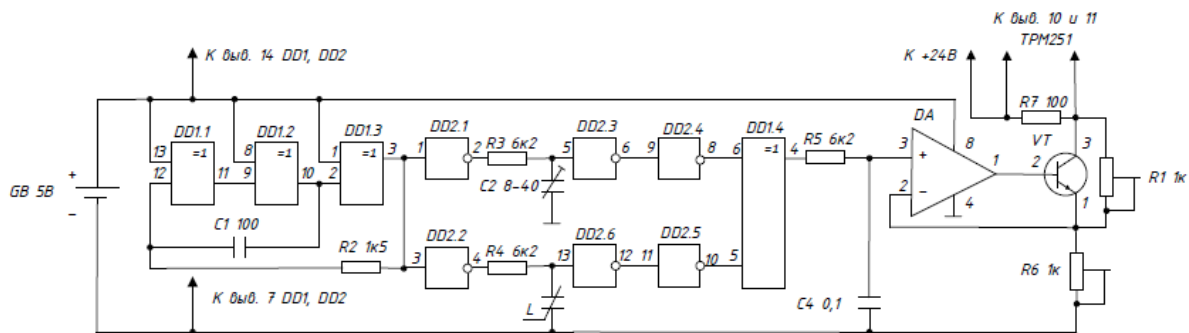 К выв. 10 и 11
К выв. 14 DD1, DD2
TPM251
К +24В
R7 100
DD1.1
DD1.2
DD1.3
DD2.1
DD2.3
DD2.4
DD1.4
DA
VT
=1
=1
=1
=1
13
12
11
8
9
10
1
2
3
1
2
R3 6к2
5
6
9
8
6
4
R5 6к2
3
+
8
1
2
3
2
−
4
1
R1 1к
GB 5В
+
−
C2 8-40
C1 100
R2 1к5
DD2.2
3
4
R4 6к2
DD2.6
13
12
DD2.5
11
10
5
R6 1к
L
C4 0,1
К выв. 7 DD1, DD2